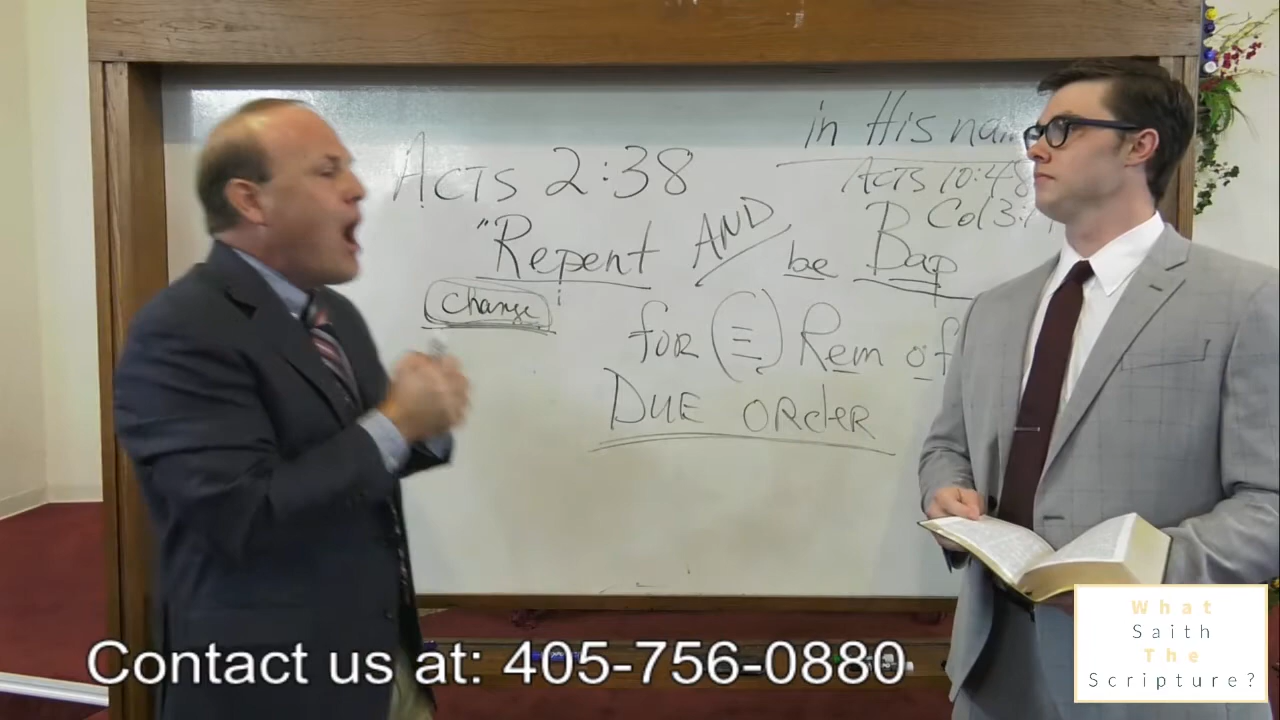 in His na
Acts 2:38
Acts 10:48
Col 3:1
"Repent AND be Bap
change
for (=) Rem of
Due order
Contact us at: 405-756-0880
What
Saith
The
Scripture?